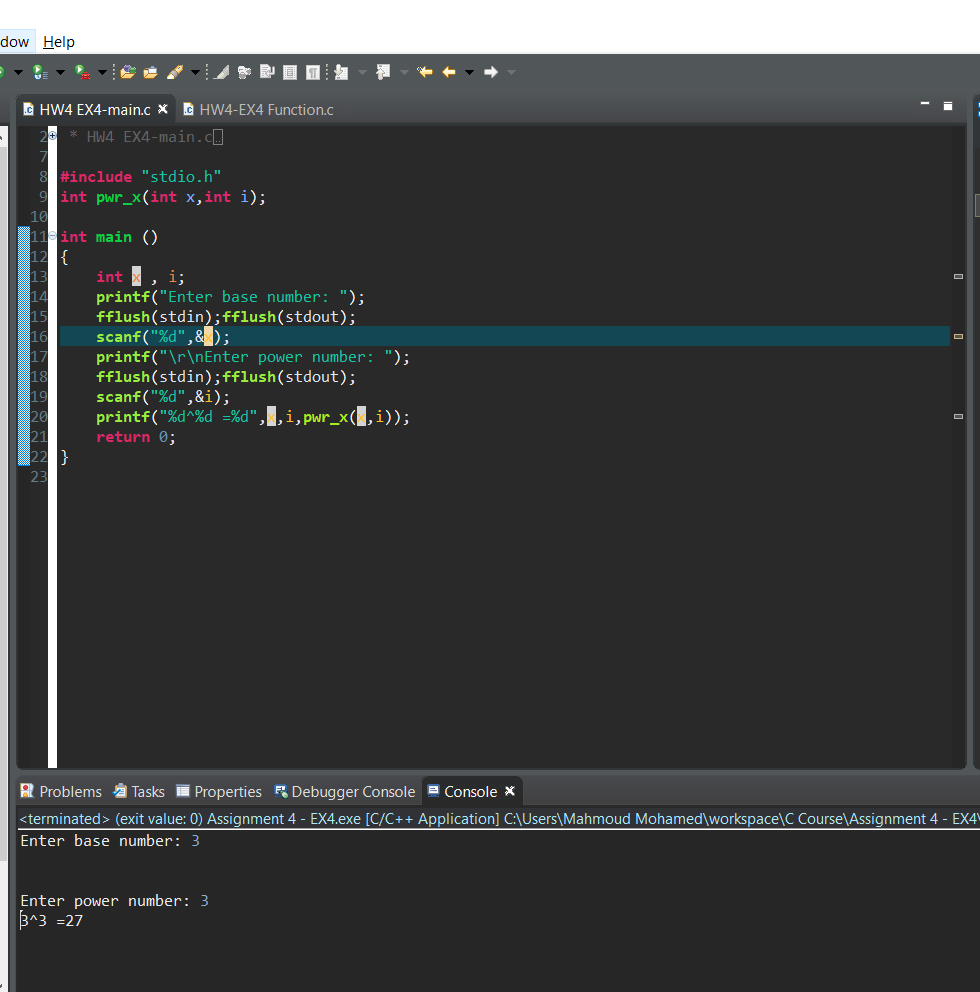 dow Help
HW4 EX4-main.c HW4-EX4 Function.c
2 * HW4 EX4-main.c
7
8 #include "stdio.h"
9 int pwr_x(int x,int i);
10
11 int main ()
12 {
13 int x , i;
14 printf("Enter base number: ");
15 fflush(stdin);fflush(stdout);
16 scanf("%d",&x);
17 printf("\r\nEnter power number: ");
18 fflush(stdin);fflush(stdout);
19 scanf("%d",&i);
20 printf("%d^%d =%d",x,i,pwr_x(x,i));
21 return 0;
22 }
23
Problems Tasks Properties Debugger Console Console
<terminated> (exit value: 0) Assignment 4 - EX4.exe [C/C++ Application] C:\Users\Mahmoud Mohamed\workspace\C Course\Assignment 4 - EX4\
Enter base number: 3
Enter power number: 3
3^3 =27